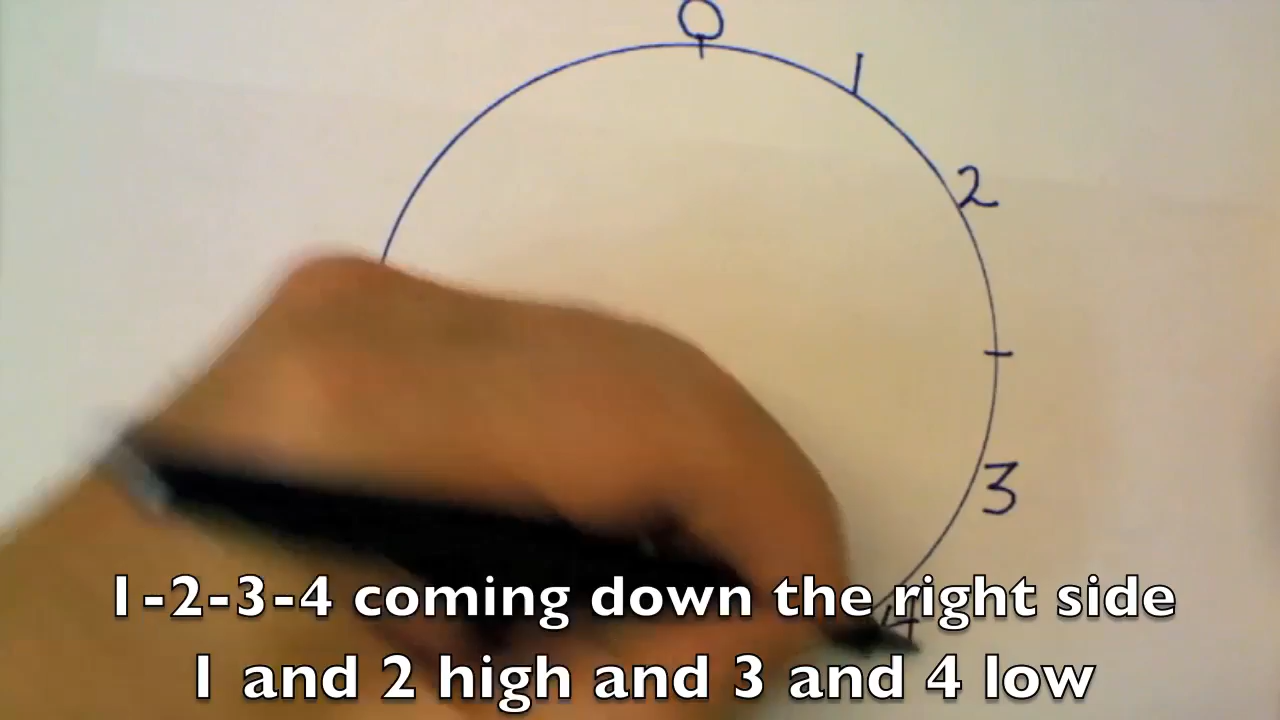 0
1
2
3
4
1-2-3-4 coming down the right side
1 and 2 high and 3 and 4 low